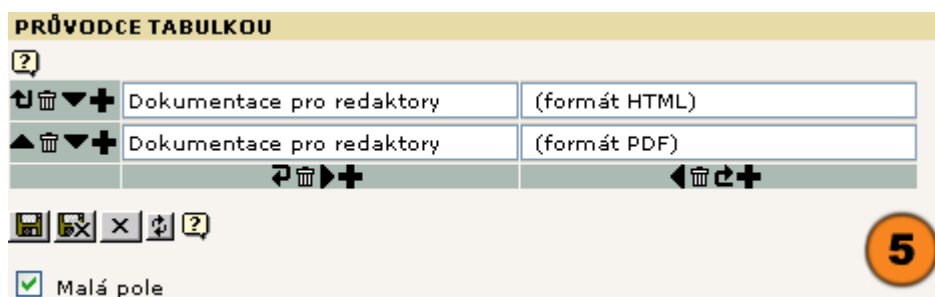 PRŮVODCE TABULKOU
?
Dokumentace pro redaktory (formát HTML)
Dokumentace pro redaktory (formát PDF)
?
5
Malá pole